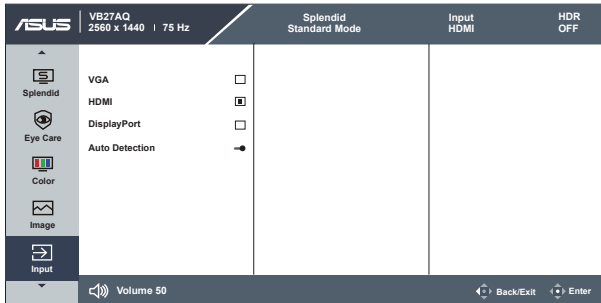 ASUS
VB27AQ
2560 x 1440 | 75 Hz
Splendid
Standard Mode
Input
HDMI
HDR
OFF
Splendid
Eye Care
Color
Image
Input
VGA
HDMI
DisplayPort
Auto Detection
Volume 50
Back/Exit
Enter